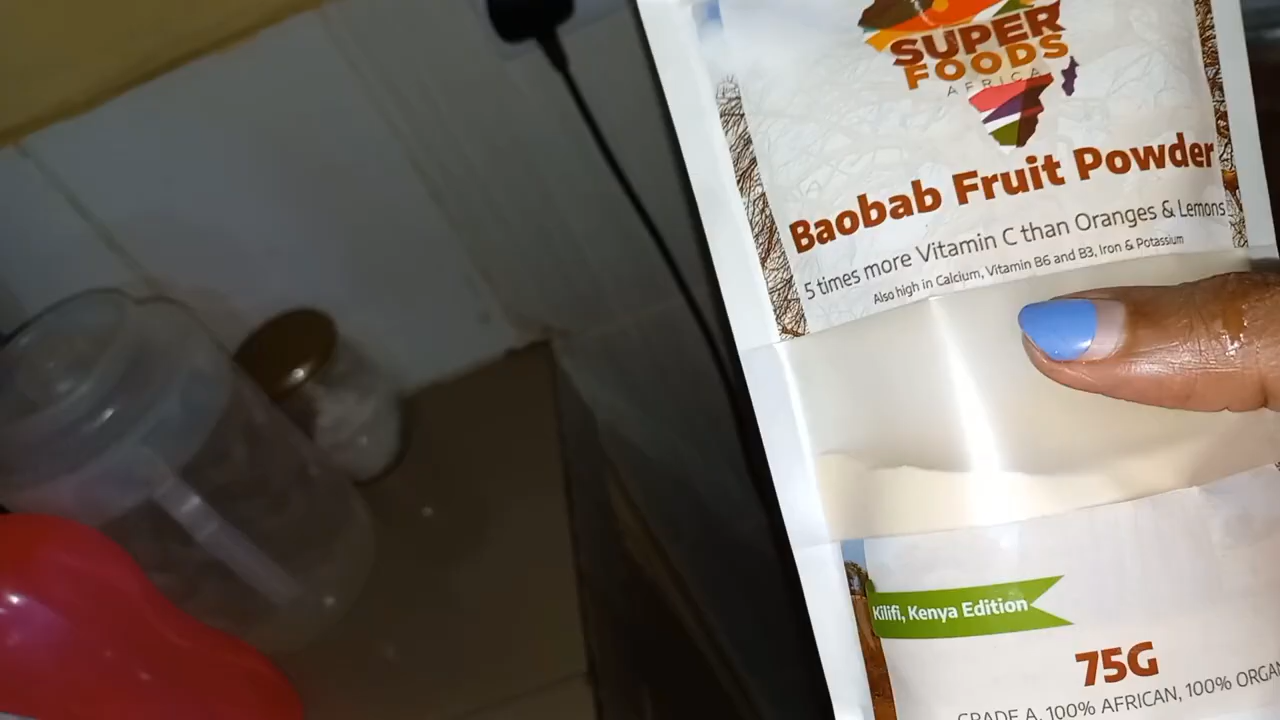 SUPER
FOODS
AFRICA
Baobab Fruit Powder
5 times more Vitamin C than Oranges & Lemons
Also high in Calcium, Vitamin B6 and B3, Iron & Potassium
Kilifi, Kenya Edition
75G
GRADE A, 100% AFRICAN, 100% ORGA